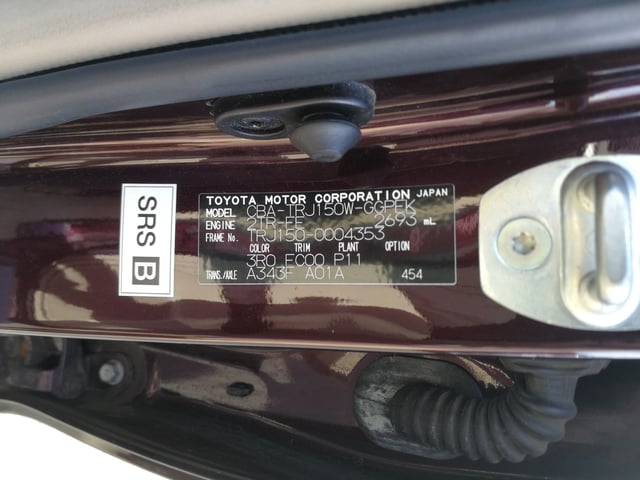 TOYOTA MOTOR CORPORATION JAPAN
MODEL CBA-TRJ150W-GGPEK
ENGINE 2TR-FE 2693 mL
FRAME No. TRJ150-0004353
COLOR TRIM PLANT OPTION
3R0 FC00 P11
TRANS./AXLE A343F A01A 454
SRS B